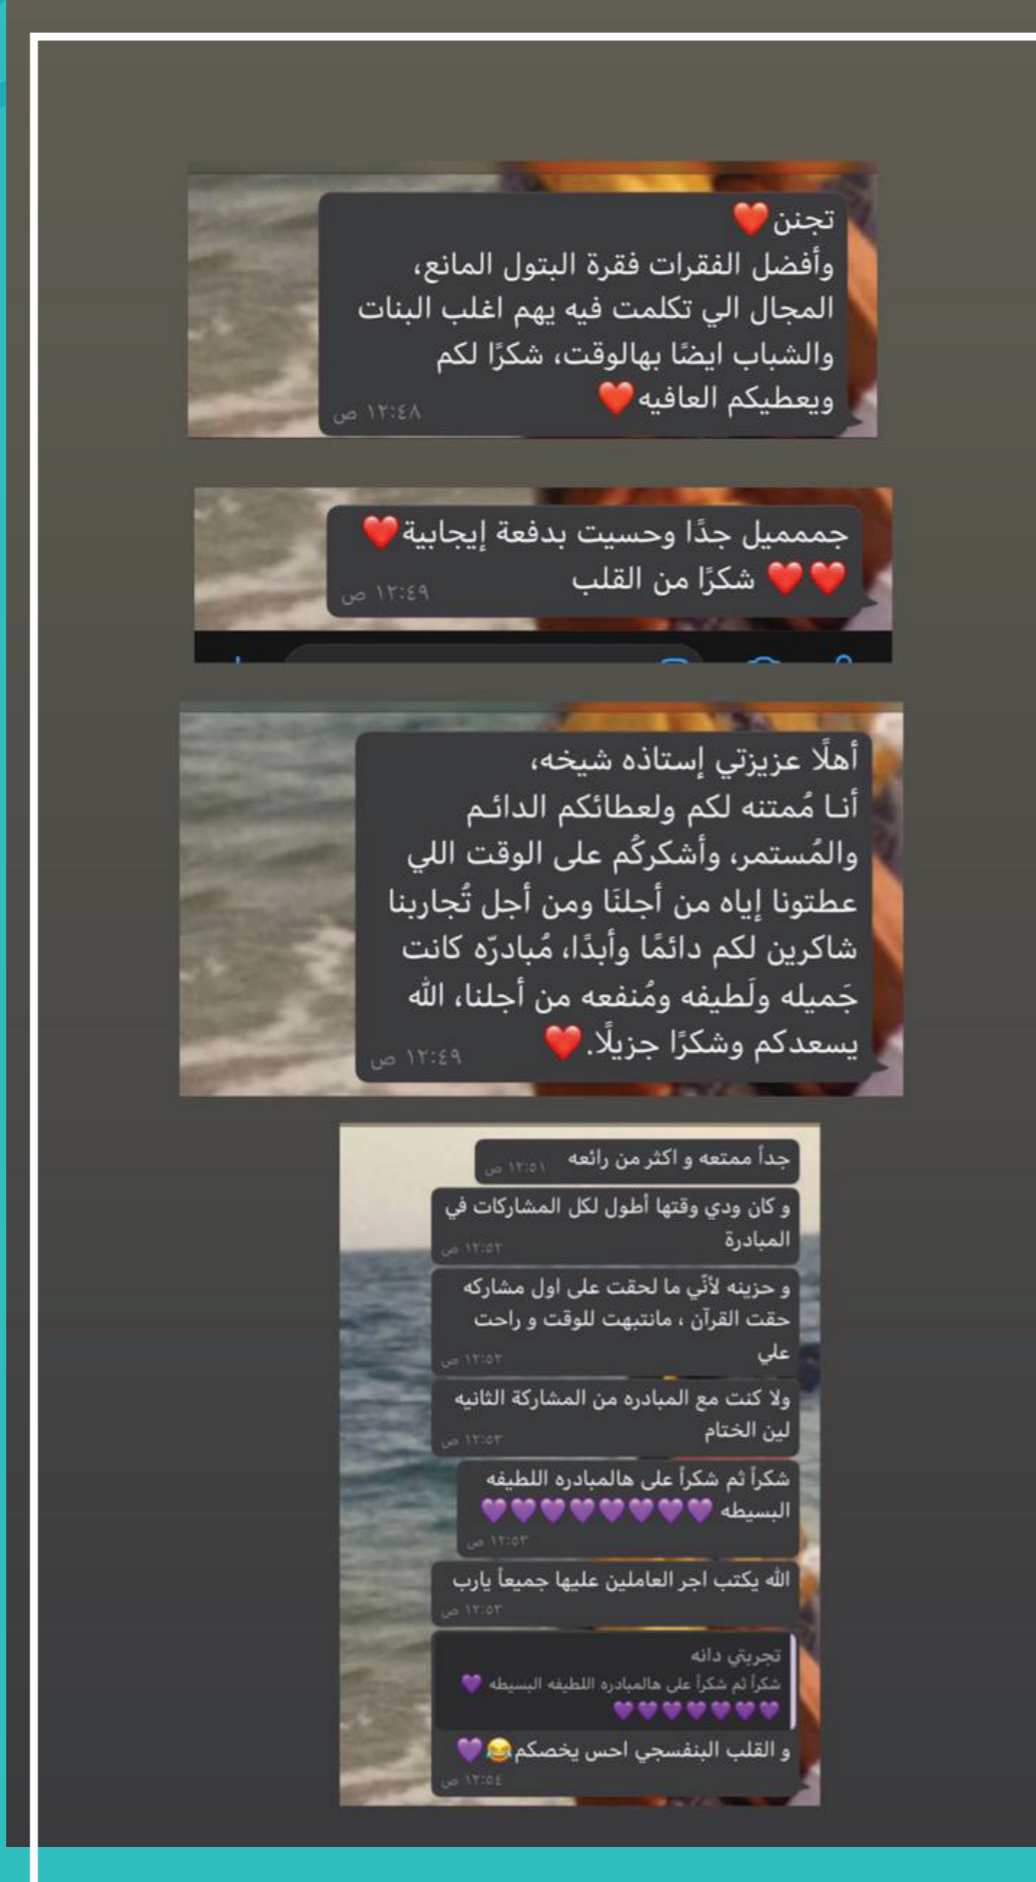 تجنن❤️
وأفضل الفقرات فقرة البتول المانع،
المجال الي تكلمت فيه يهم اغلب البنات
والشباب ايضًا بهالوقت، شكرًا لكم
ويعطيكم العافيه❤️
١٢:٤٨ ص
جمممیل جدًا وحسيت بدفعة إيجابية❤️
❤️❤️ شكرًا من القلب
١٢:٤٩ ص
أهلًا عزيزتي إستاذه شيخه،
أنـا مُمتنه لكم ولعطائكم الدائـم
والمُستمر، وأشكركُم على الوقت اللي
عطتونا إياه من أجلنَا ومن أجل تُجاربنا
شاكرين لكم دائمًا وأبدًا، مُبادرّه كانت
جَميله ولَطيفه ومُنفعه من أجلنا، الله
يسعدكم وشكرًا جزيلًا.❤️
١٢:٤٩ ص
جداً ممتعه و اكثر من رائعه
١٢:٥١ ص
و كان ودي وقتها أطول لكل المشاركات في
المبادرة
١٢:٥٢ ص
و حزينه لأنّي ما لحقت على اول مشاركه
حقت القرآن ، مانتبهت للوقت و راحت
علي
١٢:٥٢ ص
ولا كنت مع المبادره من المشاركة الثانيه
لين الختام
١٢:٥٣ ص
شكراً ثم شكراً على هالمبادره اللطيفه
البسيطه 💜💜💜💜💜💜💜💜
١٢:٥٣ ص
الله يكتب اجر العاملين عليها جميعاً يارب
١٢:٥٣ ص
تجربتي دانه
شكراً ثم شكراً على هالمبادره اللطيفه البسيطه 💜
💜💜💜💜💜💜💜
و القلب البنفسجي احس يخصكم😂💜
١٢:٥٤ ص